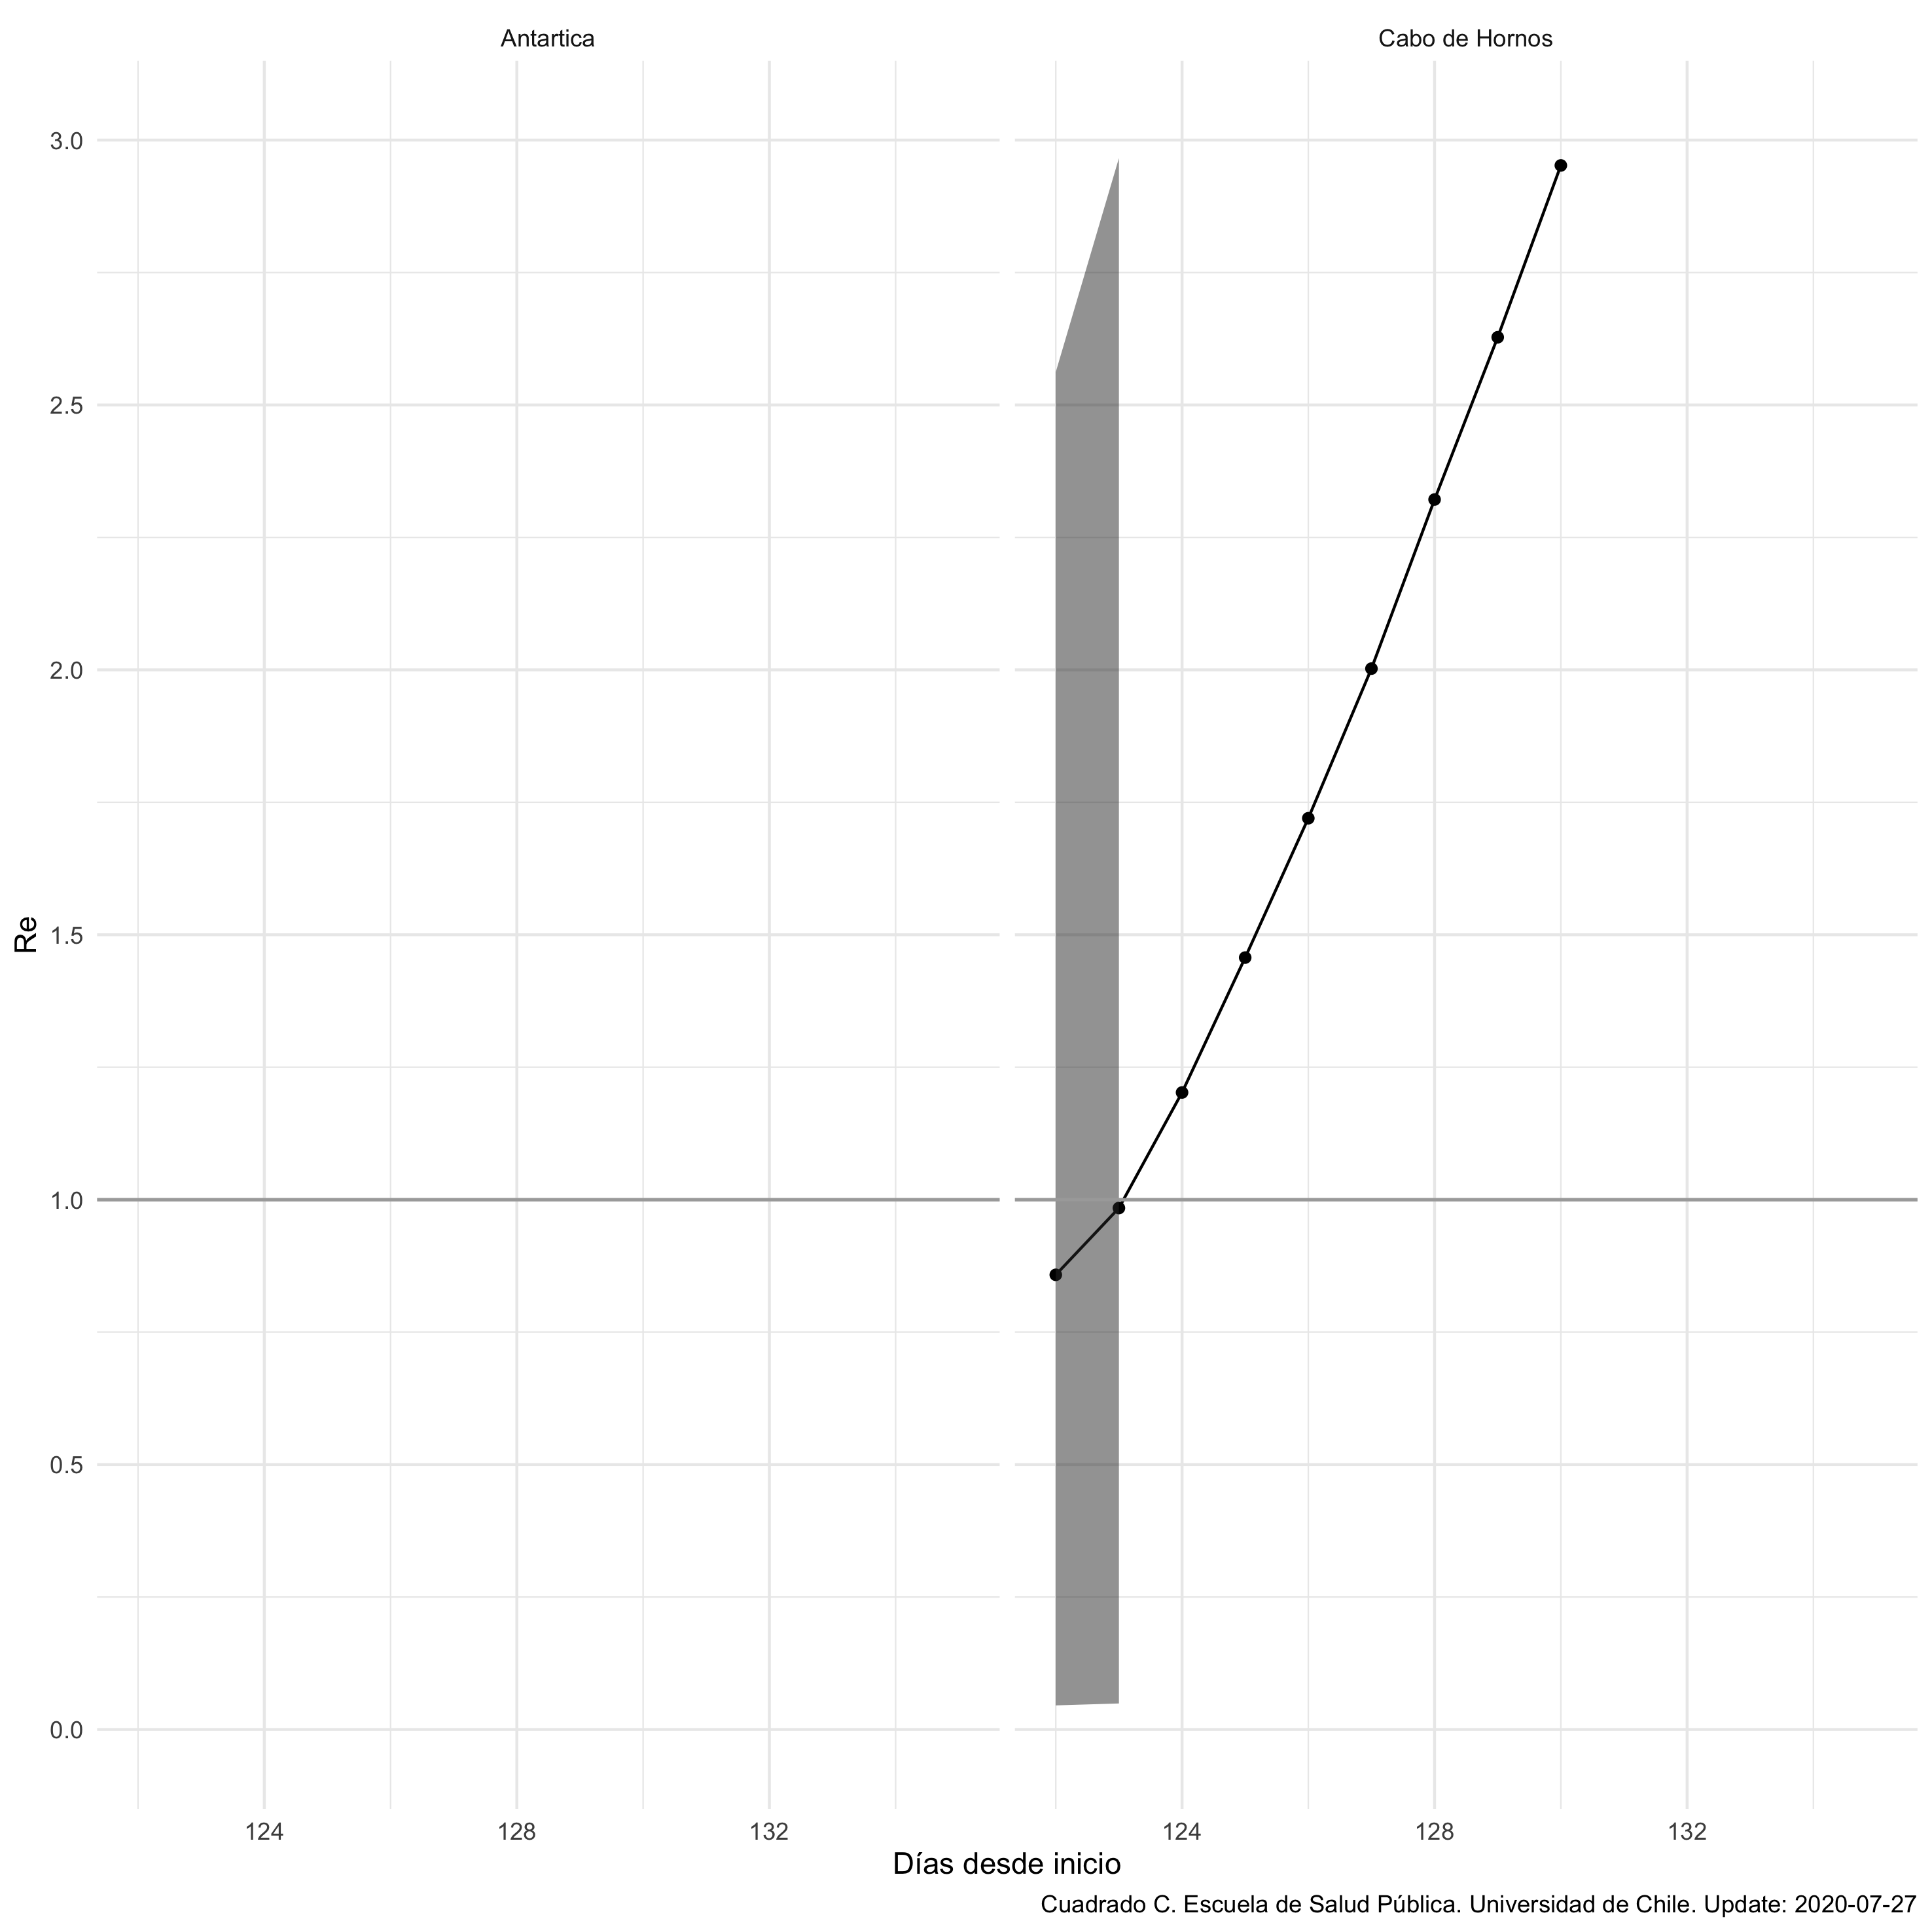 Antartica
Cabo de Hornos
3.0
2.5
2.0
1.5
1.0
0.5
0.0
Re
124 128 132 124 128 132
Días desde inicio
Cuadrado C. Escuela de Salud Pública. Universidad de Chile. Update: 2020-07-27